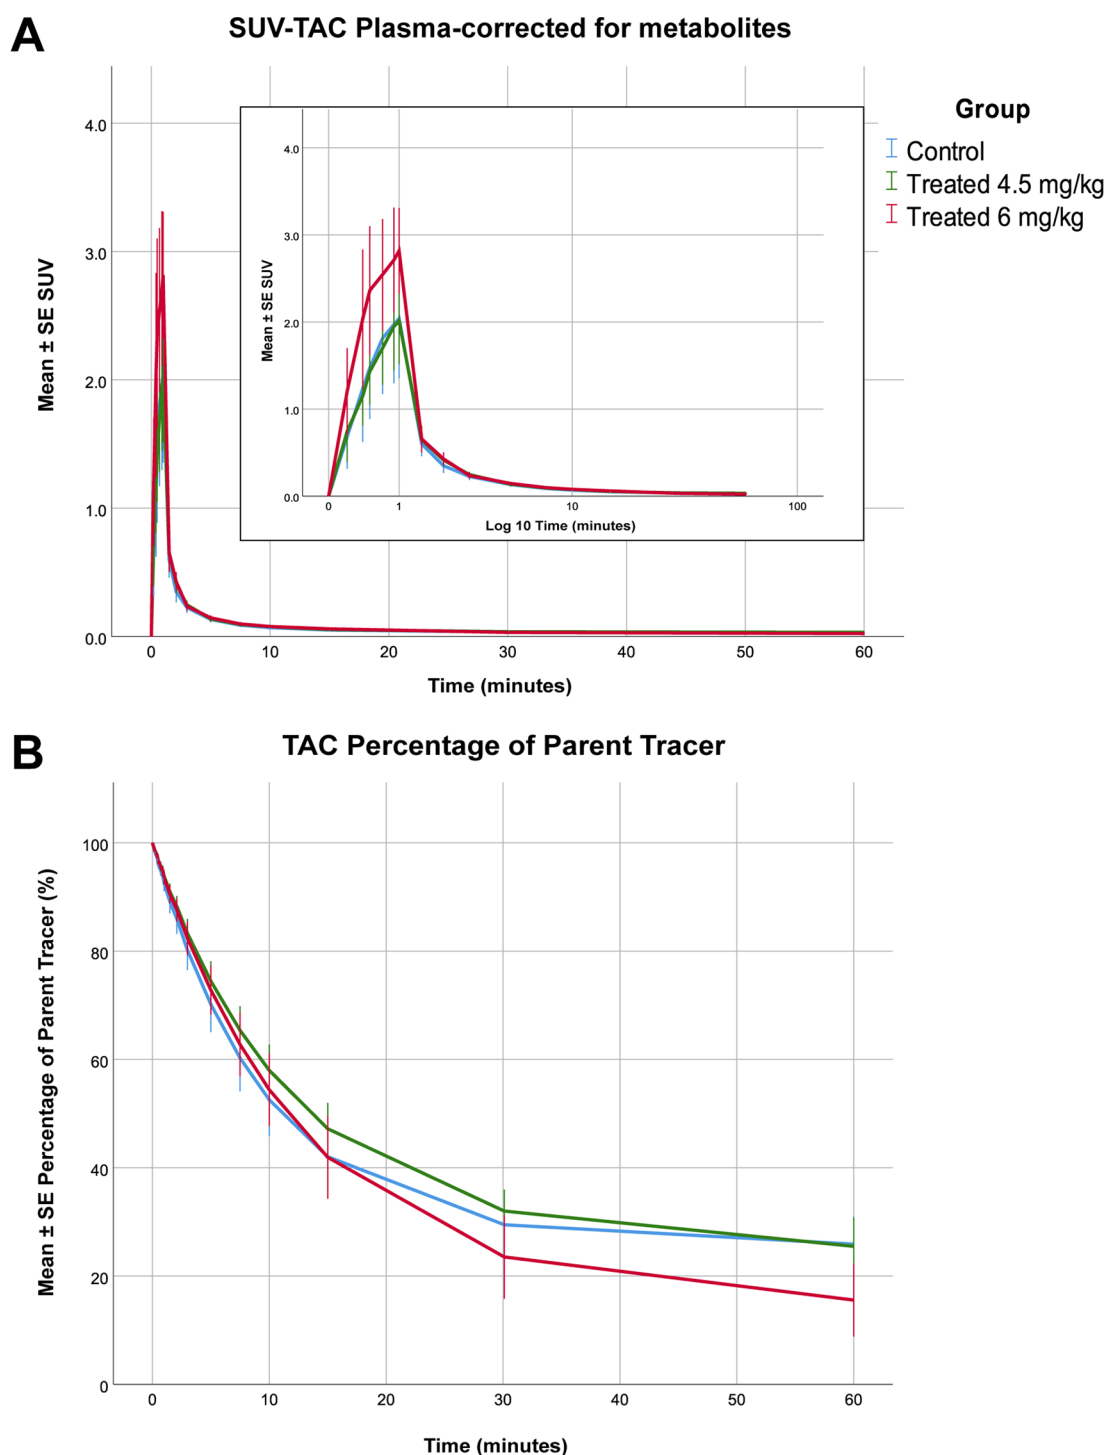 A
SUV-TAC Plasma-corrected for metabolites
Group
Control
Treated 4.5 mg/kg
Treated 6 mg/kg
Mean ± SE SUV
4.0
3.0
2.0
1.0
0.0
Mean ± SE SUV
4.0
3.0
2.0
1.0
0.0
0 1 10 100
Log 10 Time (minutes)
0 10 20 30 40 50 60
Time (minutes)
B
TAC Percentage of Parent Tracer
Mean ± SE Percentage of Parent Tracer (%)
100
80
60
40
20
0
0 10 20 30 40 50 60
Time (minutes)